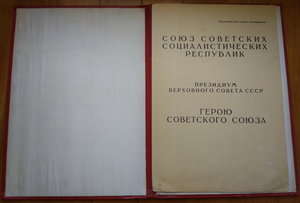 СОЮЗ СОВЕТСКИХ
СОЦИАЛИСТИЧЕСКИХ
РЕСПУБЛИК
ПРЕЗИДИУМ
ВЕРХОВНОГО СОВЕТА СССР
ГЕРОЮ
СОВЕТСКОГО СОЮЗА